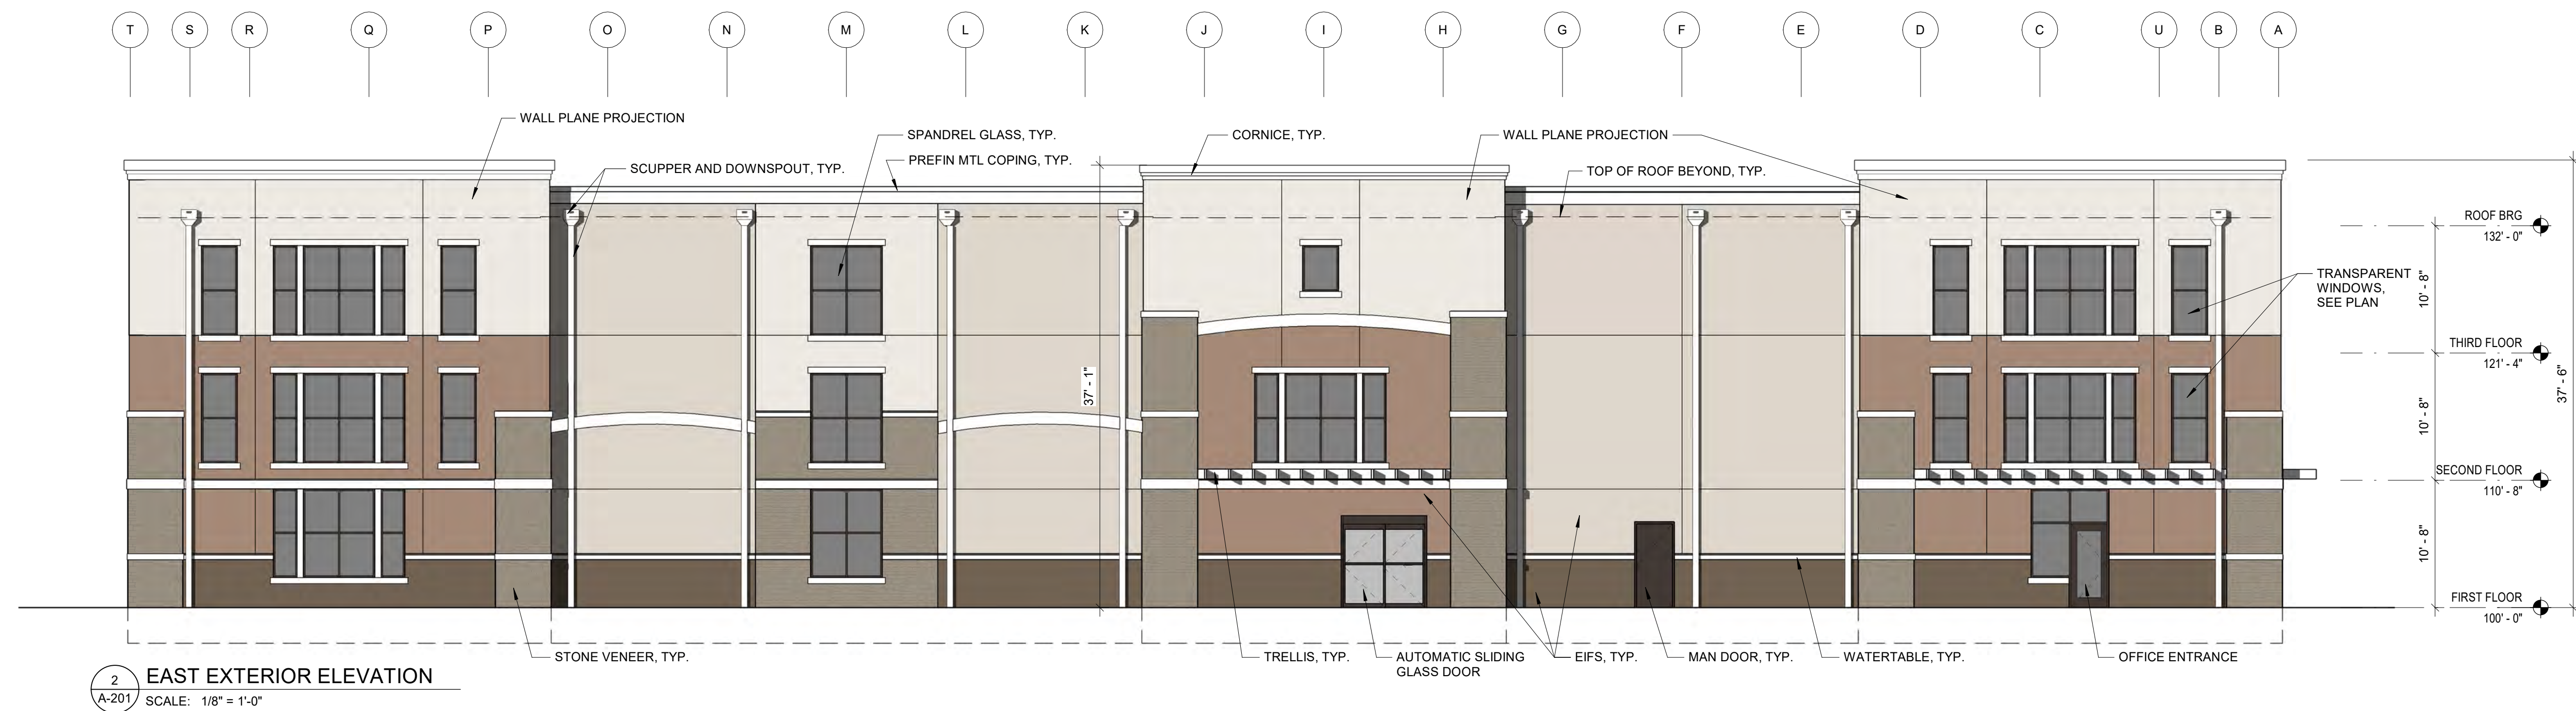 T S R Q P O N M L K J I H G F E D C U B A
WALL PLANE PROJECTION
SPANDREL GLASS, TYP.
CORNICE, TYP.
WALL PLANE PROJECTION
PREFIN MTL COPING, TYP.
SCUPPER AND DOWNSPOUT, TYP.
TOP OF ROOF BEYOND, TYP.
ROOF BRG
132' - 0"
TRANSPARENT
WINDOWS,
SEE PLAN
10' - 8"
THIRD FLOOR
121' - 4"
37' - 1"
37' - 6"
10' - 8"
SECOND FLOOR
110' - 8"
10' - 8"
FIRST FLOOR
100' - 0"
STONE VENEER, TYP.
TRELLIS, TYP.
AUTOMATIC SLIDING
GLASS DOOR
EIFS, TYP.
MAN DOOR, TYP.
WATERTABLE, TYP.
OFFICE ENTRANCE
2
A-201
EAST EXTERIOR ELEVATION
SCALE: 1/8" = 1'-0"